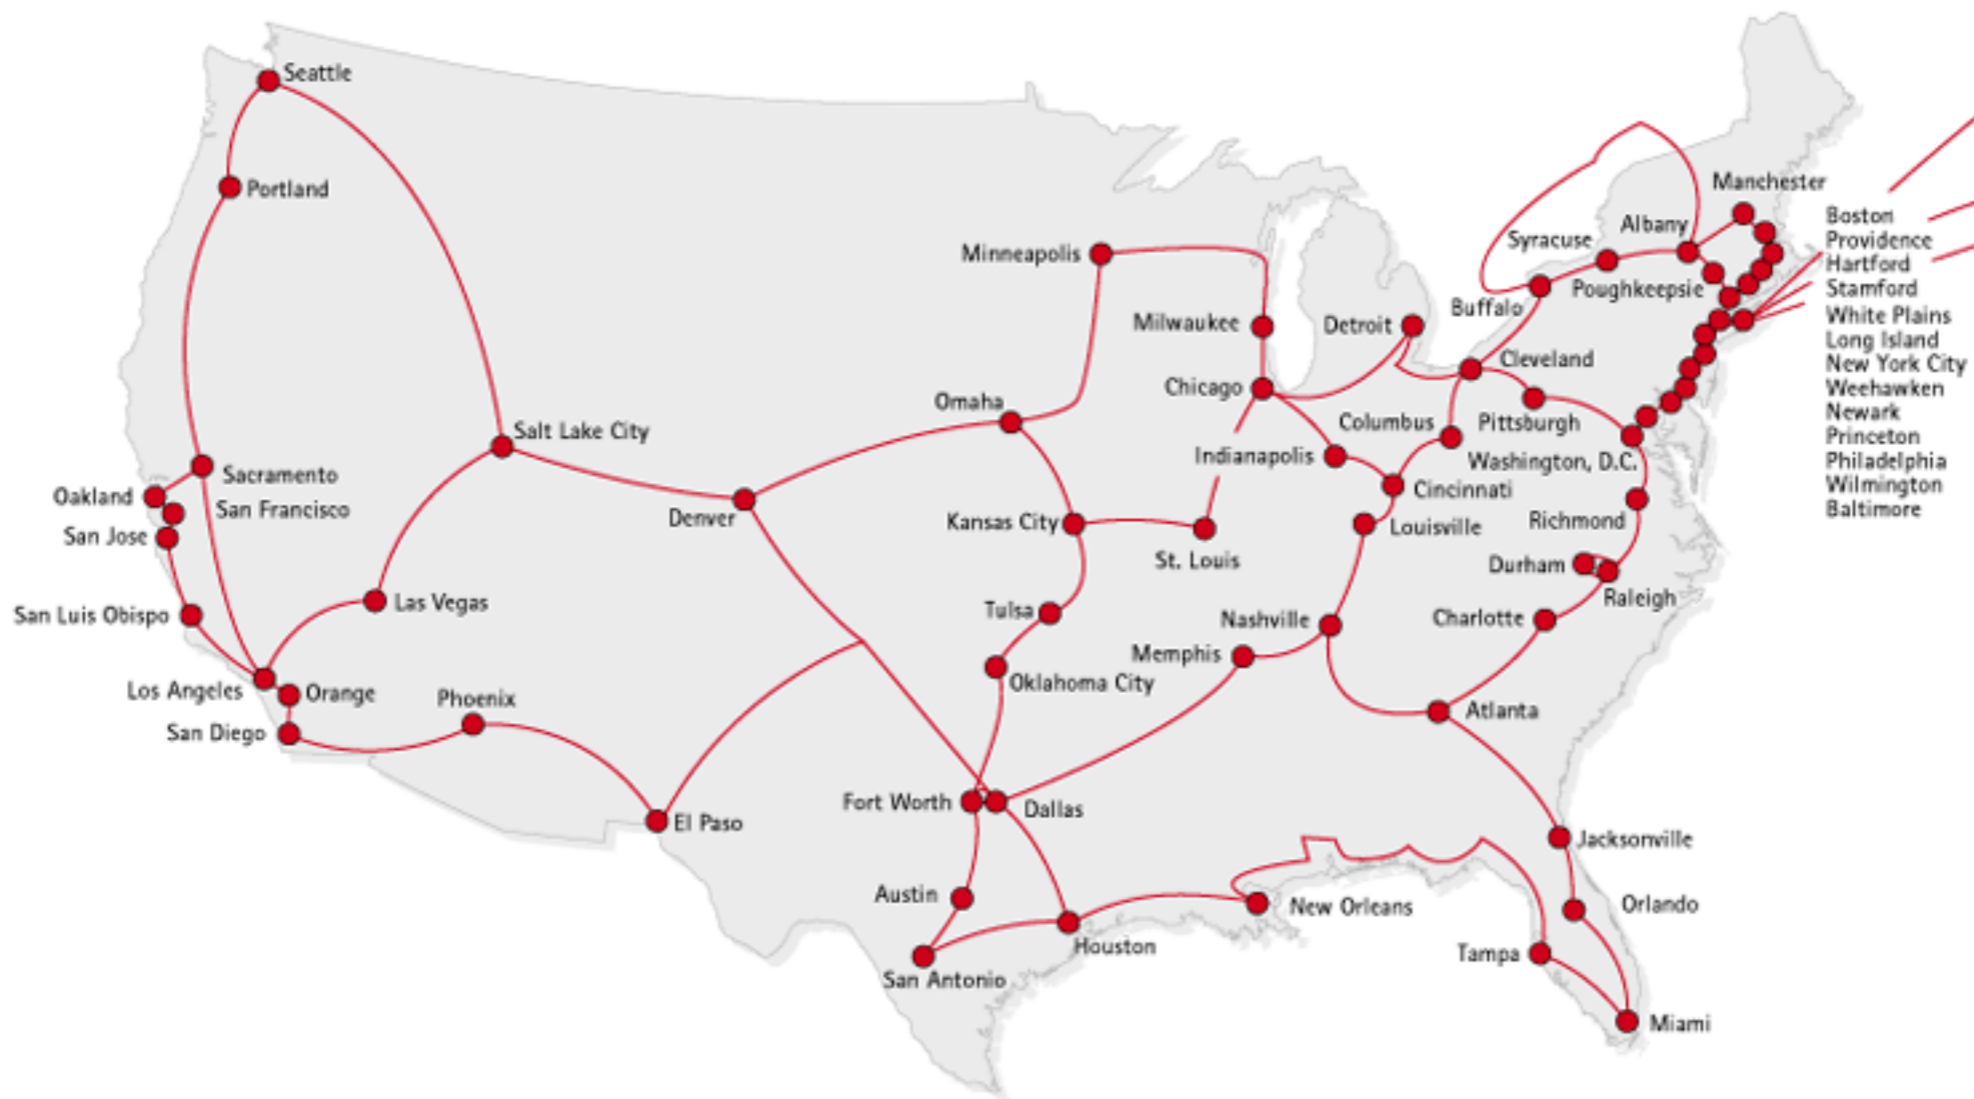 Seattle
Portland
Manchester
Boston
Albany
Syracuse
Providence
Minneapolis
Hartford
Poughkeepsie
Stamford
Buffalo
White Plains
Milwaukee
Detroit
Long Island
Cleveland
New York City
Chicago
Weehawken
Omaha
Newark
Columbus
Pittsburgh
Salt Lake City
Princeton
Indianapolis
Washington, D.C.
Philadelphia
Sacramento
Wilmington
Cincinnati
Oakland
San Francisco
Baltimore
Denver
Kansas City
Richmond
Louisville
San Jose
St. Louis
Durham
Raleigh
Las Vegas
Tulsa
San Luis Obispo
Nashville
Charlotte
Memphis
Oklahoma City
Los Angeles
Orange
Phoenix
Atlanta
San Diego
Fort Worth
Dallas
El Paso
Jacksonville
Austin
New Orleans
Orlando
Houston
Tampa
San Antonio
Miami